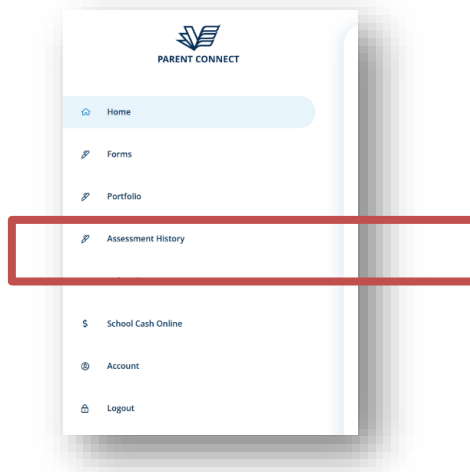 PARENT CONNECT
Home
Forms
Portfolio
Assessment History
$ School Cash Online
Account
Logout